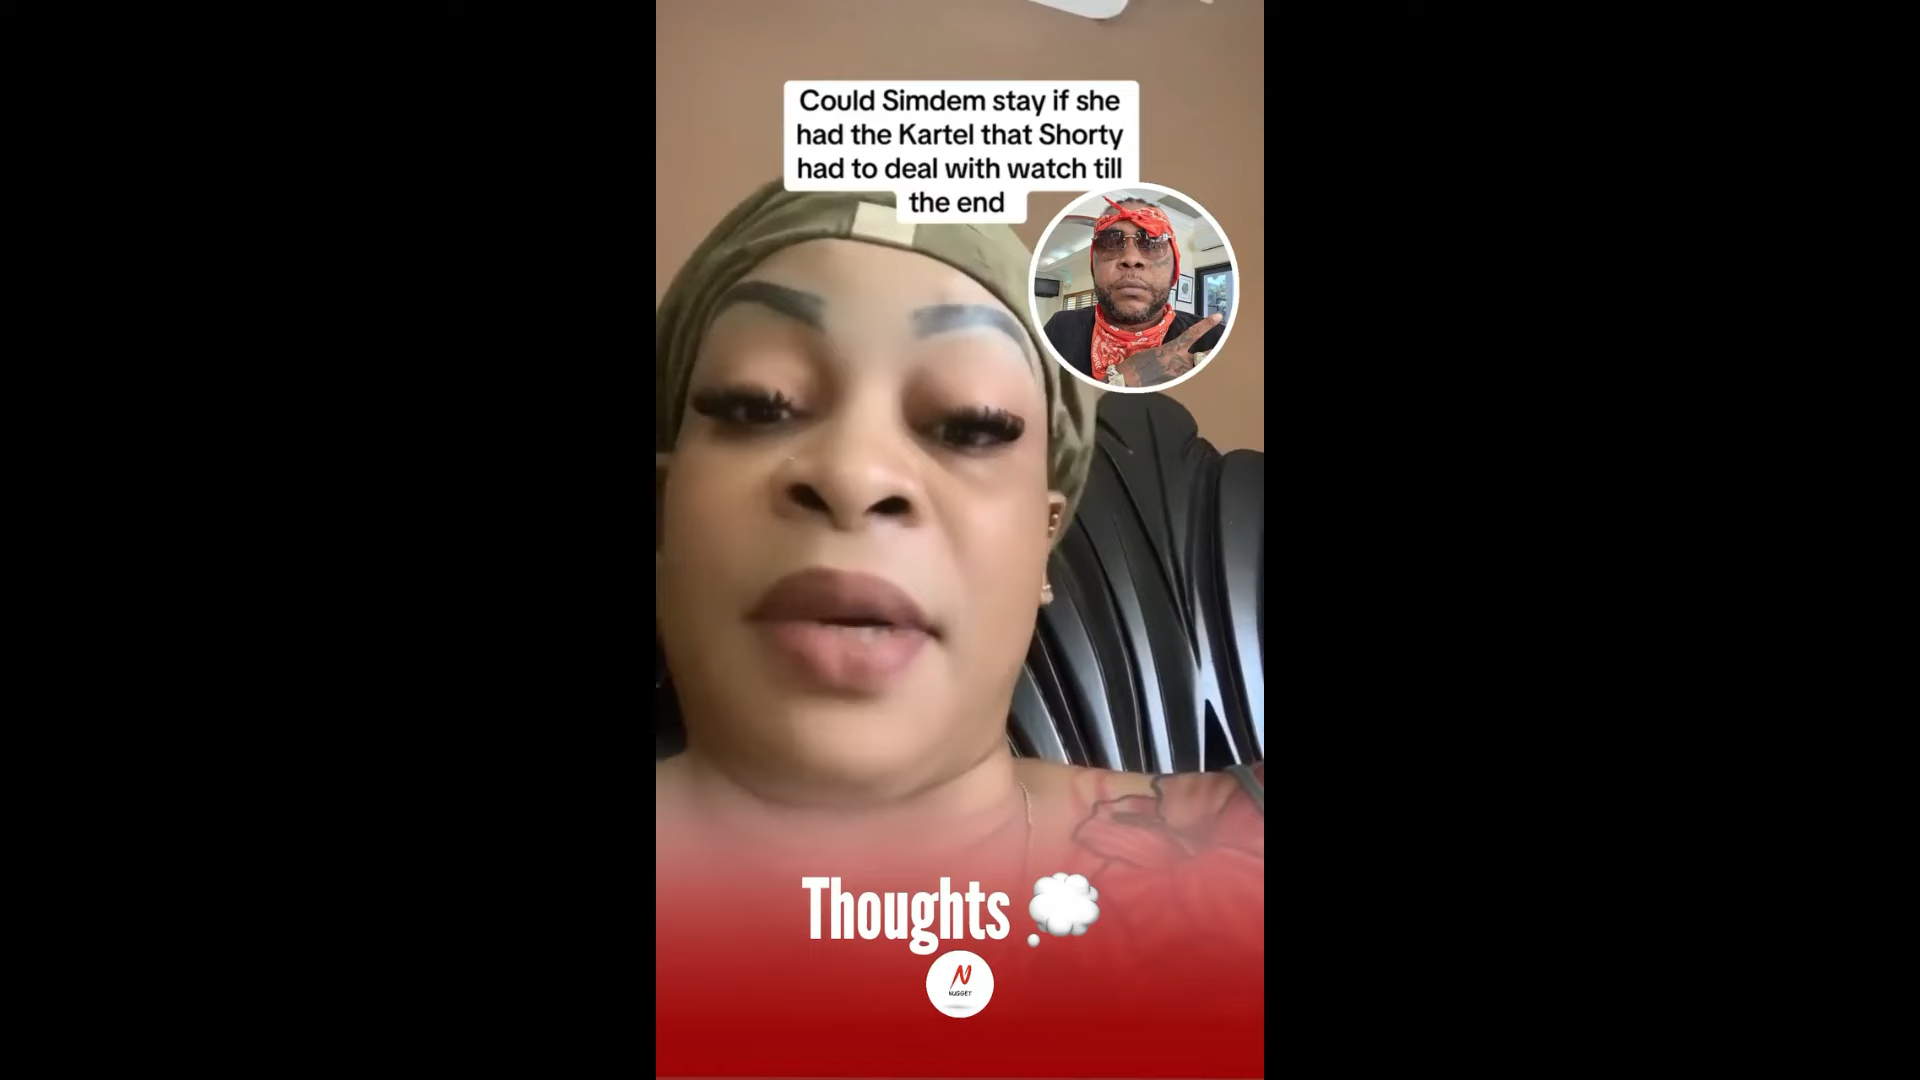 Could Simdem stay if she
had the Kartel that Shorty
had to deal with watch till
the end
Thoughts
N
NUGGET